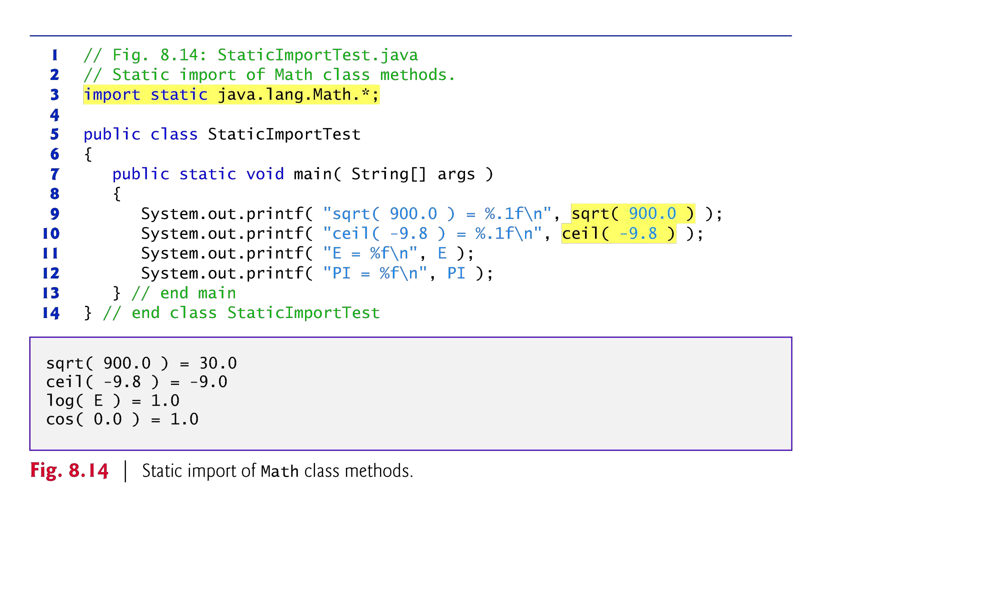 1 // Fig. 8.14: StaticImportTest.java
2 // Static import of Math class methods.
3 import static java.lang.Math.*;
4
5 public class StaticImportTest
6 {
7 public static void main( String[] args )
8 {
9 System.out.printf( "sqrt( 900.0 ) = %.1f\n", sqrt( 900.0 ) );
10 System.out.printf( "ceil( -9.8 ) = %.1f\n", ceil( -9.8 ) );
11 System.out.printf( "E = %f\n", E );
12 System.out.printf( "PI = %f\n", PI );
13 } // end main
14 } // end class StaticImportTest
sqrt( 900.0 ) = 30.0
ceil( -9.8 ) = -9.0
log( E ) = 1.0
cos( 0.0 ) = 1.0
Fig. 8.14 | Static import of Math class methods.